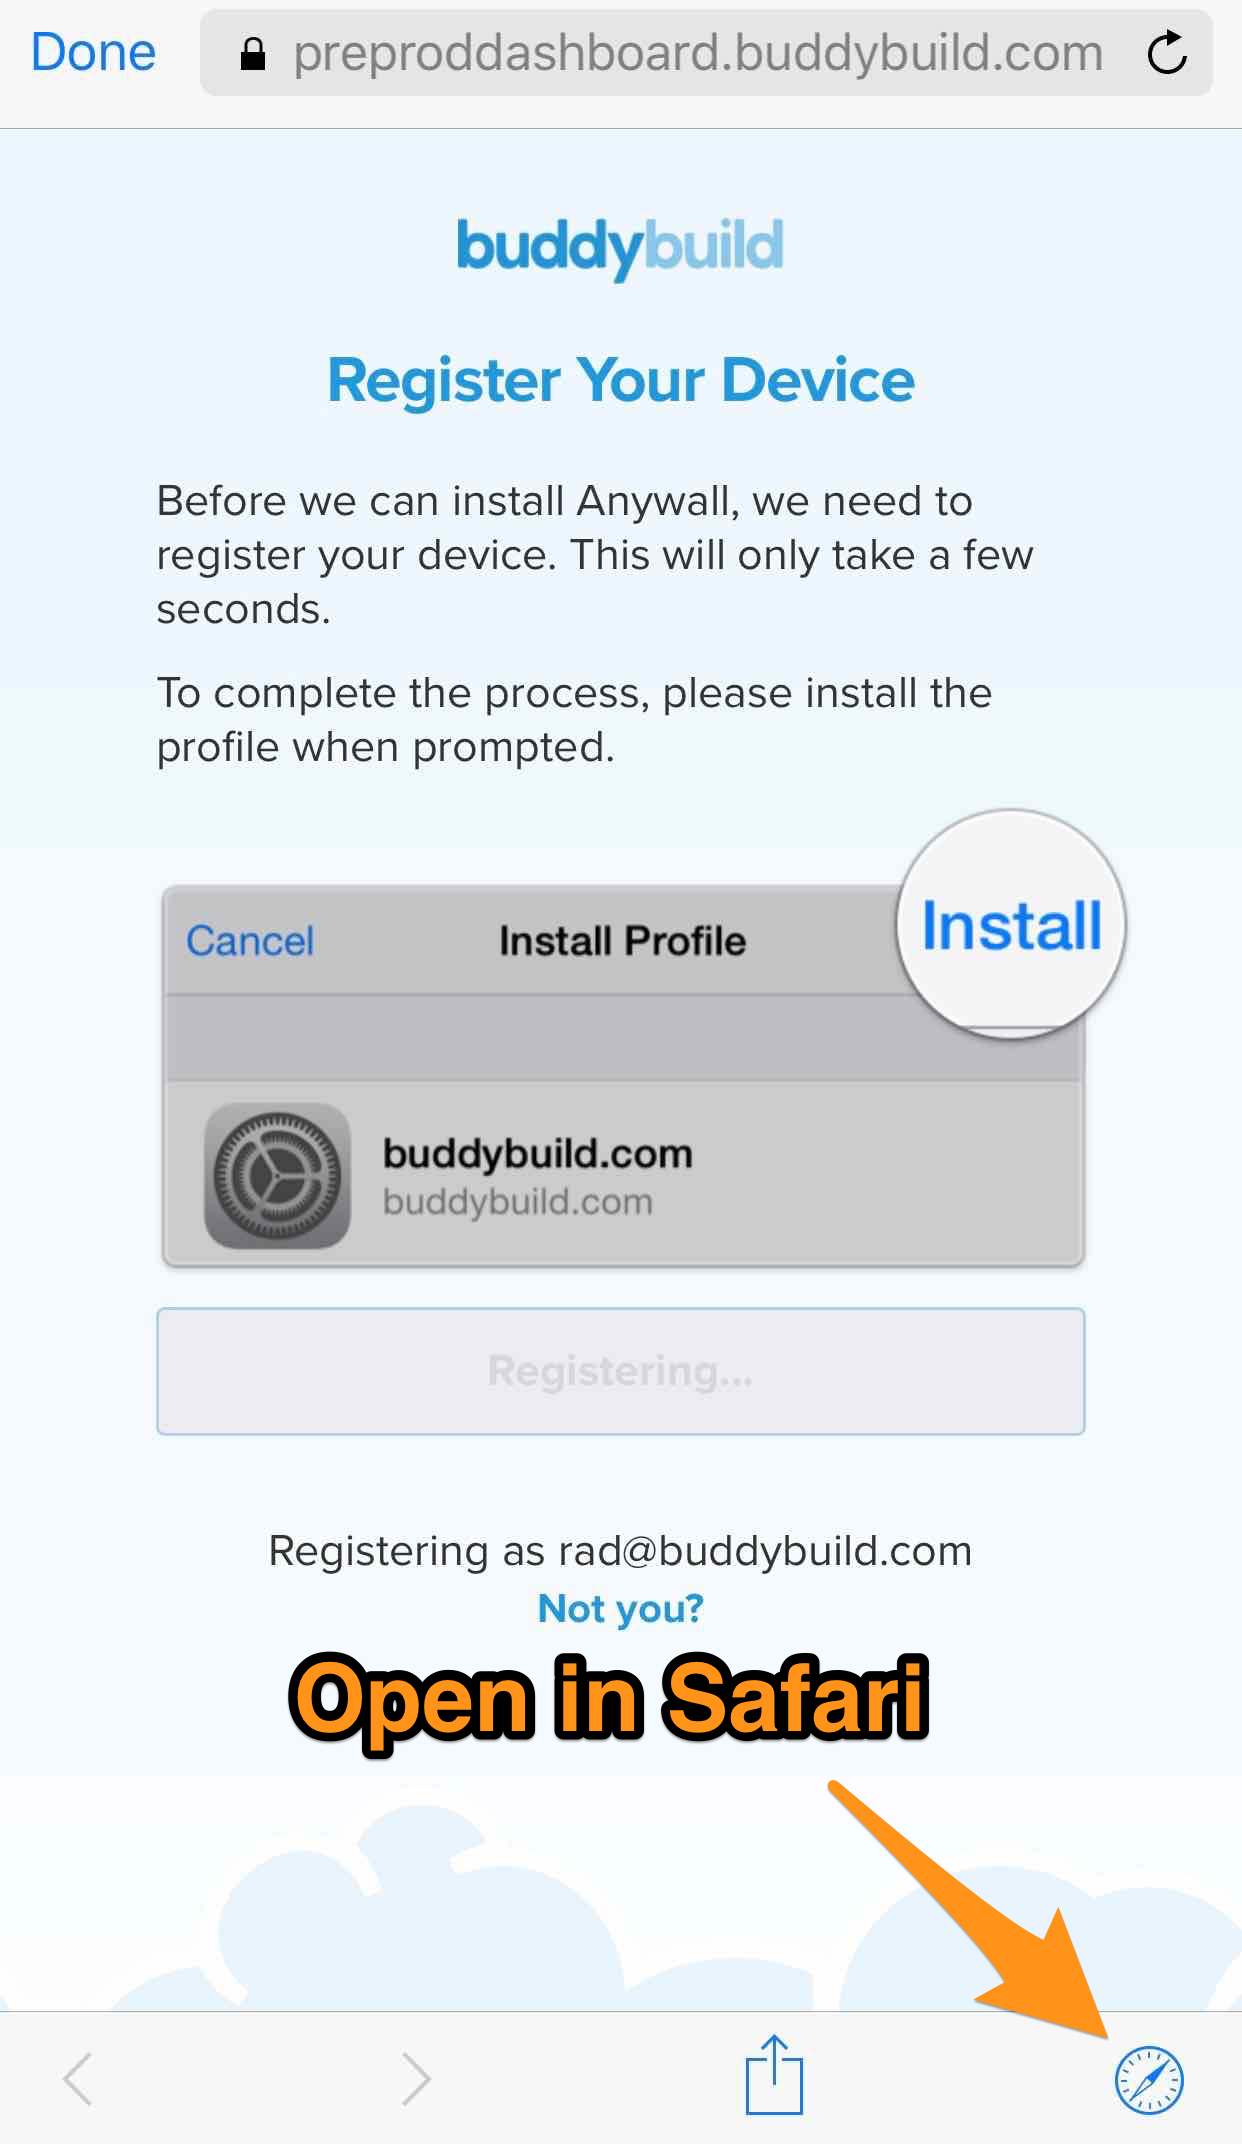 Done
preproddashboard.buddybuild.com
buddybuild
Register Your Device
Before we can install Anywall, we need to
register your device. This will only take a few
seconds.
To complete the process, please install the
profile when prompted.
Cancel
Install Profile
Install
buddybuild.com
buddybuild.com
Registering...
Registering as rad@buddybuild.com
Not you?
Open in Safari